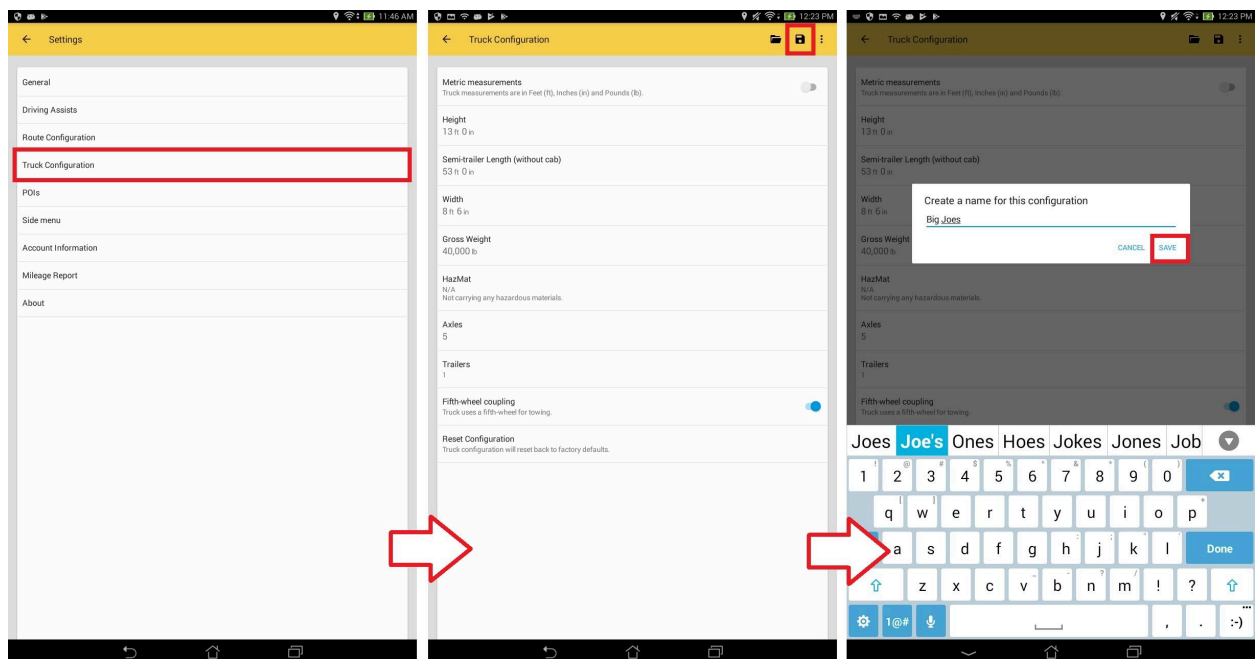 11:46 AM
Settings
General
Driving Assists
Route Configuration
Truck Configuration
POIs
Side menu
Account Information
Mileage Report
About
12:23 PM
Truck Configuration
Metric measurements
Truck measurements are in Feet (ft), Inches (in) and Pounds (lb).
Height
13 ft 0 in
Semi-trailer Length (without cab)
53 ft 0 in
Width
8 ft 6 in
Gross Weight
40,000 lb
HazMat
N/A
Not carrying any hazardous materials.
Axles
5
Trailers
1
Fifth-wheel coupling
Truck uses a fifth-wheel for towing.
Reset Configuration
Truck configuration will reset back to factory defaults.
12:23 PM
Truck Configuration
Metric measurements
Truck measurements are in Feet (ft), Inches (in) and Pounds (lb).
Height
13 ft 0 in
Semi-trailer Length (without cab)
53 ft 0 in
Width
8 ft 6 in
Create a name for this configuration
Big Joes
CANCEL SAVE
Gross Weight
40,000 lb
HazMat
N/A
Not carrying any hazardous materials.
Axles
5
Trailers
1
Fifth-wheel coupling
Truck uses a fifth-wheel for towing.
Joes Joe's Ones Hoes Jokes Jones Job
! @ # $ % ^ & * ( )
1 2 3 4 5 6 7 8 9 0
q w e r t y u i o p
a s d f g h j k l Done
z x c v b n m ! ?
1@# , . :-)